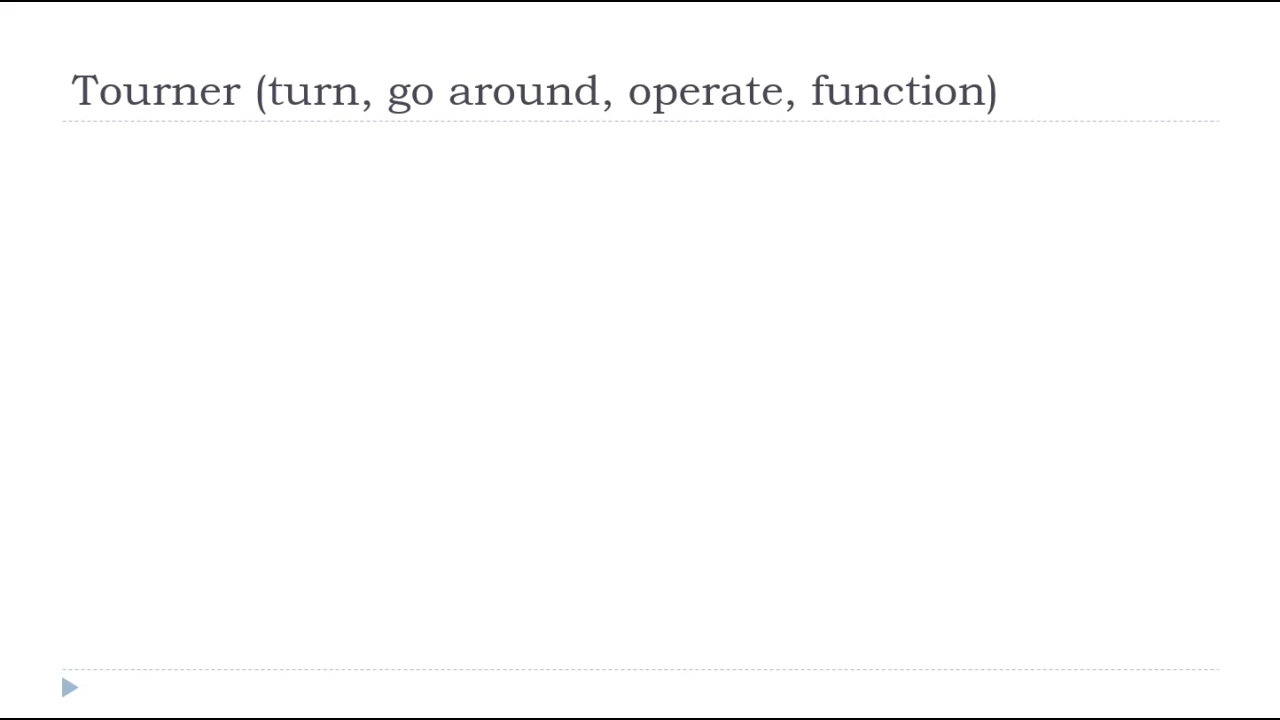 Tourner (turn, go around, operate, function)